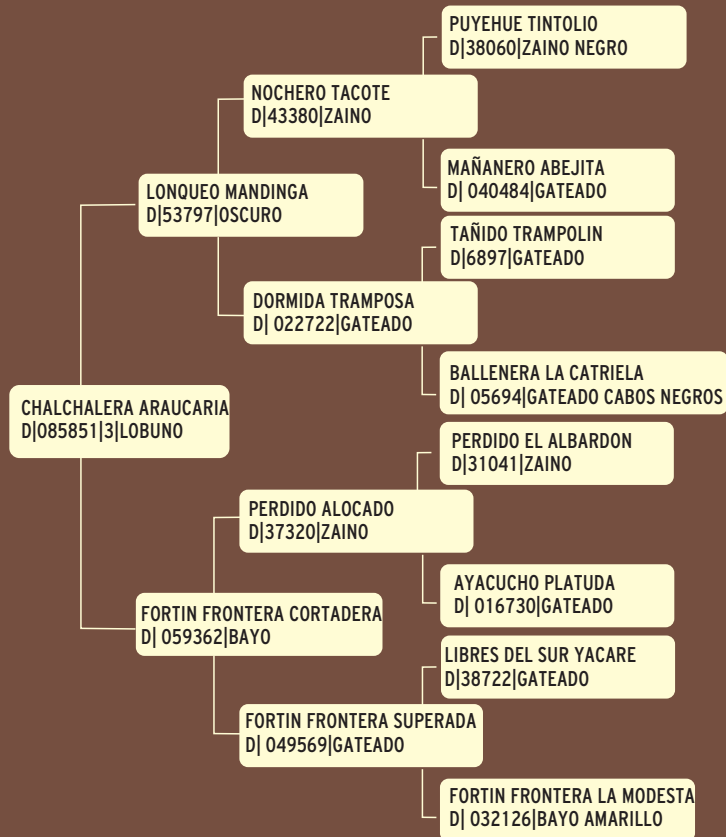 PUYEHUE TINTOLIO
D|38060|ZAINO NEGRO
NOCHERO TACOTE
D|43380|ZAINO
MAÑANERO ABEJITA
D| 040484|GATEADO
LONQUEO MANDINGA
D|53797|OSCURO
TAÑIDO TRAMPOLIN
D|6897|GATEADO
DORMIDA TRAMPOSA
D| 022722|GATEADO
BALLENERA LA CATRIELA
D| 05694|GATEADO CABOS NEGROS
CHALCHALERA ARAUCARIA
D|085851|3|LOBUNO
PERDIDO EL ALBARDON
D|31041|ZAINO
PERDIDO ALOCADO
D|37320|ZAINO
AYACUCHO PLATUDA
D| 016730|GATEADO
FORTIN FRONTERA CORTADERA
D| 059362|BAYO
LIBRES DEL SUR YACARE
D|38722|GATEADO
FORTIN FRONTERA SUPERADA
D| 049569|GATEADO
FORTIN FRONTERA LA MODESTA
D| 032126|BAYO AMARILLO